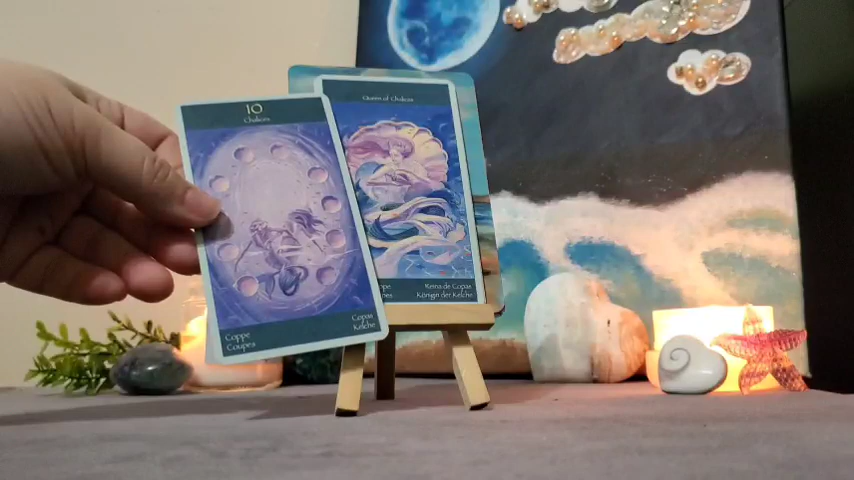 10
Chalices
Coppe
Coupes
Copas
Kelche
Queen of Chalices
Reina de Copas
Königin der Kelche